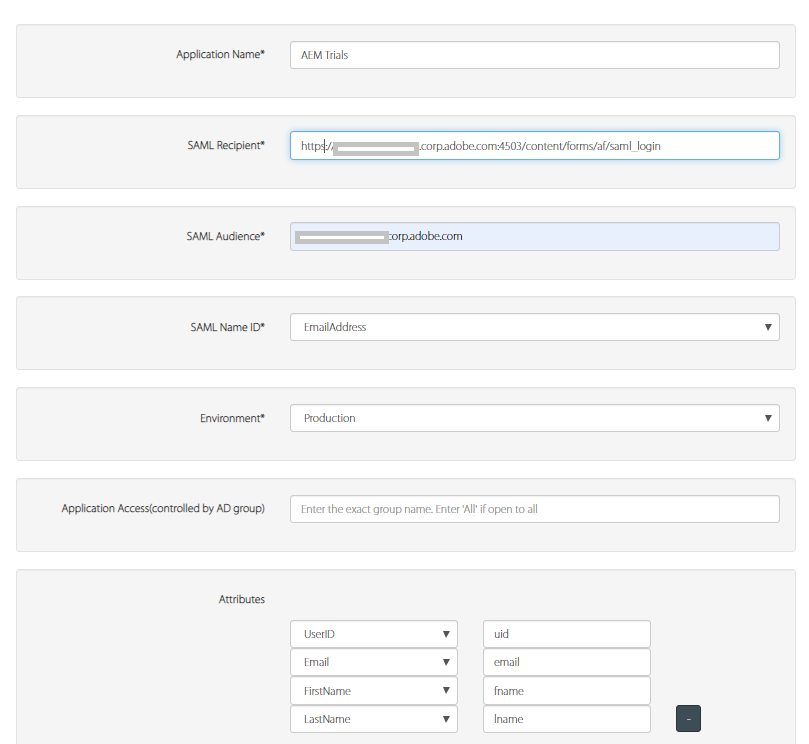 Application Name*
AEM Trials
SAML Recipient*
https:// .corp.adobe.com:4503/content/forms/af/saml_login
SAML Audience*
corp.adobe.com
SAML Name ID*
EmailAddress
Environment*
Production
Application Access(controlled by AD group)
Enter the exact group name. Enter 'All' if open to all
Attributes
UserID uid
Email email
FirstName fname
LastName lname
-